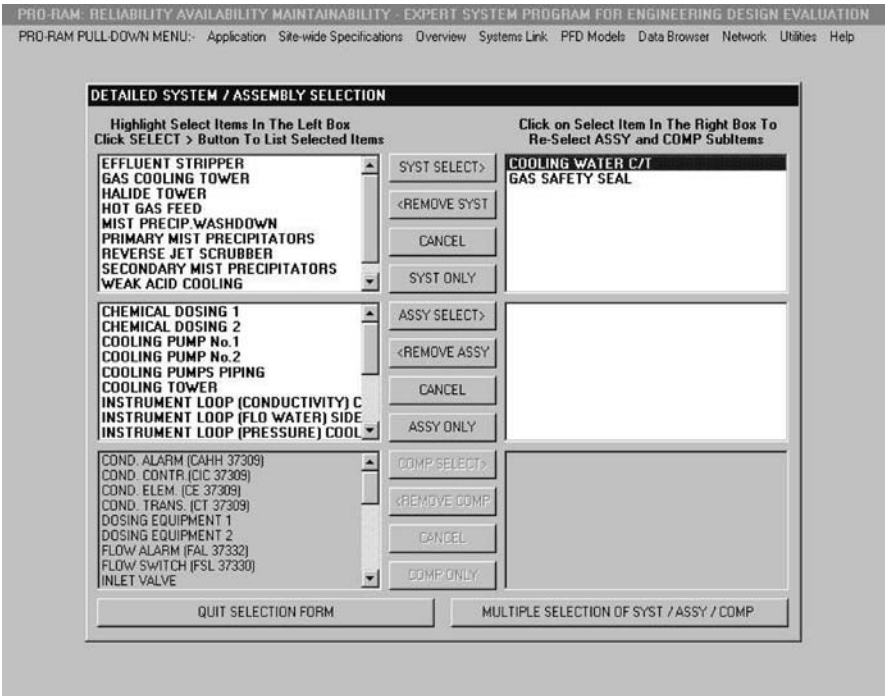 PRO-RAM: RELIABILITY AVAILABILITY MAINTAINABILITY - EXPERT SYSTEM PROGRAM FOR ENGINEERING DESIGN EVALUATION
PRO-RAM PULL-DOWN MENU:- Application Site-wide Specifications Overview Systems Link PFD Models Data Browser Network Utilities Help
DETAILED SYSTEM / ASSEMBLY SELECTION
Highlight Select Items In The Left Box
Click SELECT > Button To List Selected Items
Click on Select Item In The Right Box To
Re-Select ASSY and COMP SubItems
EFFLUENT STRIPPER
GAS COOLING TOWER
HALIDE TOWER
HOT GAS FEED
MIST PRECIP.WASHDOWN
PRIMARY MIST PRECIPITATORS
REVERSE JET SCRUBBER
SECONDARY MIST PRECIPITATORS
WEAK ACID COOLING
SYST SELECT>
<REMOVE SYST
CANCEL
SYST ONLY
COOLING WATER C/T
GAS SAFETY SEAL
CHEMICAL DOSING 1
CHEMICAL DOSING 2
COOLING PUMP No.1
COOLING PUMP No.2
COOLING PUMPS PIPING
COOLING TOWER
INSTRUMENT LOOP (CONDUCTIVITY) C
INSTRUMENT LOOP (FLO WATER) SIDE
INSTRUMENT LOOP (PRESSURE) COOL
ASSY SELECT>
<REMOVE ASSY
CANCEL
ASSY ONLY
COND. ALARM (CAHH 37309)
COND. CONTR.(CIC 37309)
COND. ELEM. (CE 37309)
COND. TRANS. (CT 37309)
DOSING EQUIPMENT 1
DOSING EQUIPMENT 2
FLOW ALARM (FAL 37332)
FLOW SWITCH (FSL 37330)
INLET VALVE
COMP SELECT>
<REMOVE COMP
CANCEL
COMP ONLY
QUIT SELECTION FORM
MULTIPLE SELECTION OF SYST / ASSY / COMP